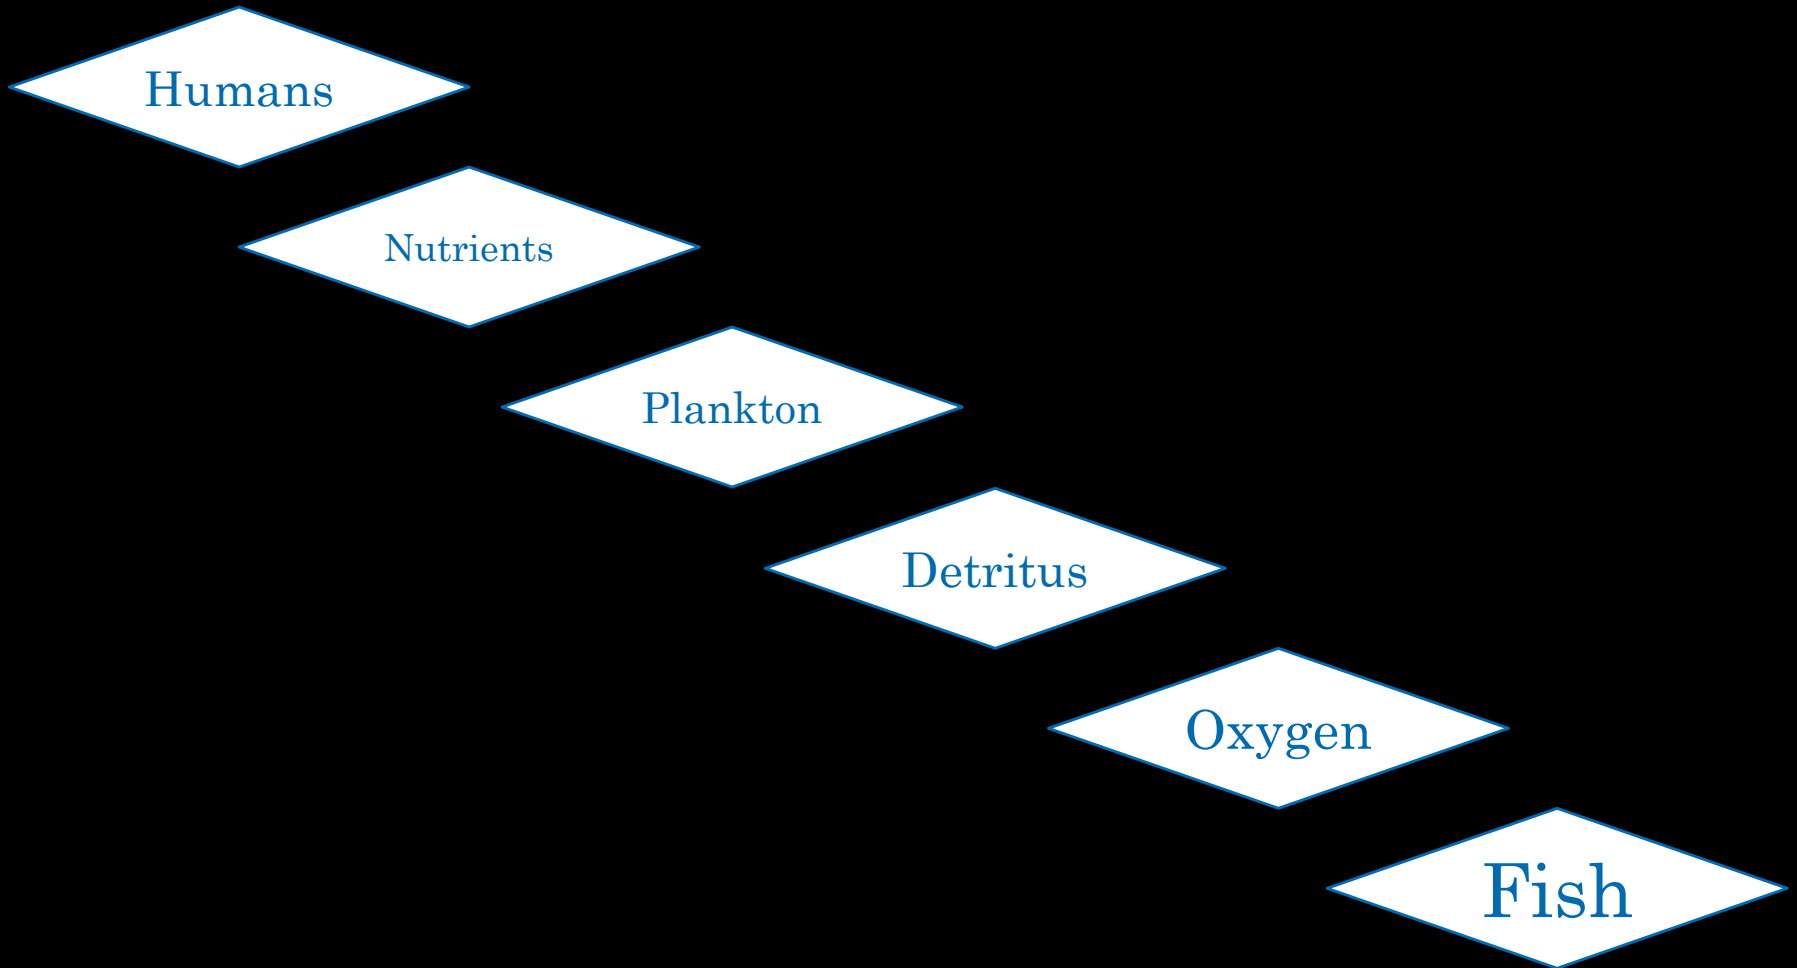 Humans
Nutrients
Plankton
Detritus
Oxygen
Fish